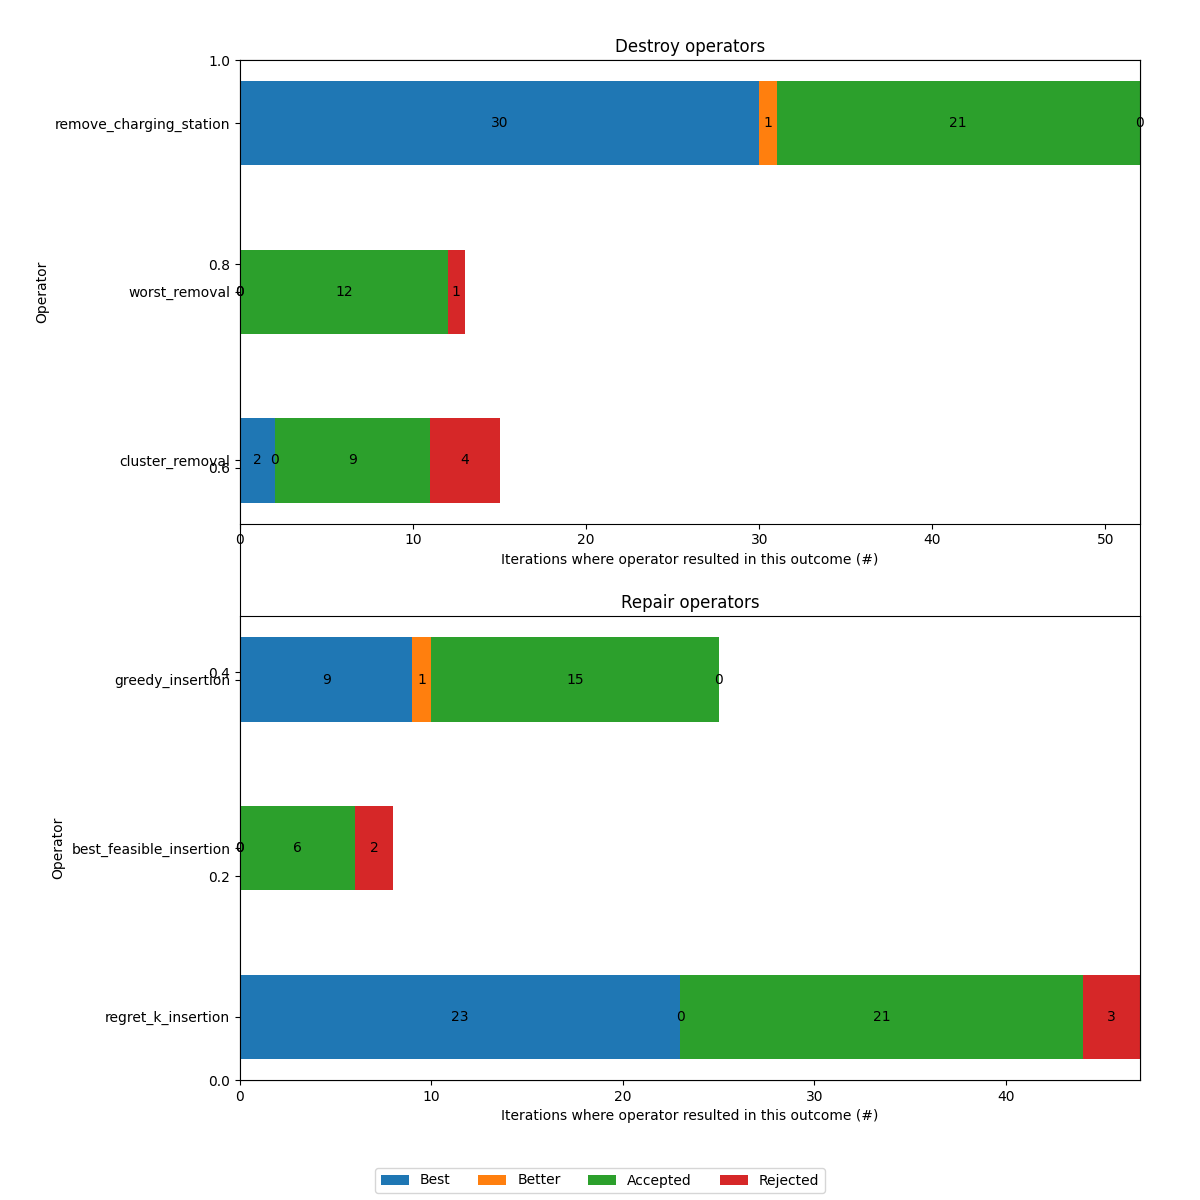 Destroy operators
1.0
remove_charging_station 30 1 21 0
0.8
worst_removal 0 0 12 1
Operator
cluster_removal 2 0 9 4
0.6
0 10 20 30 40 50
Iterations where operator resulted in this outcome (#)
Repair operators
0.4
greedy_insertion 9 1 15 0
best_feasible_insertion 0 0 6 2
Operator
0.2
regret_k_insertion 23 0 21 3
0.0
0 10 20 30 40
Iterations where operator resulted in this outcome (#)
Best Better Accepted Rejected